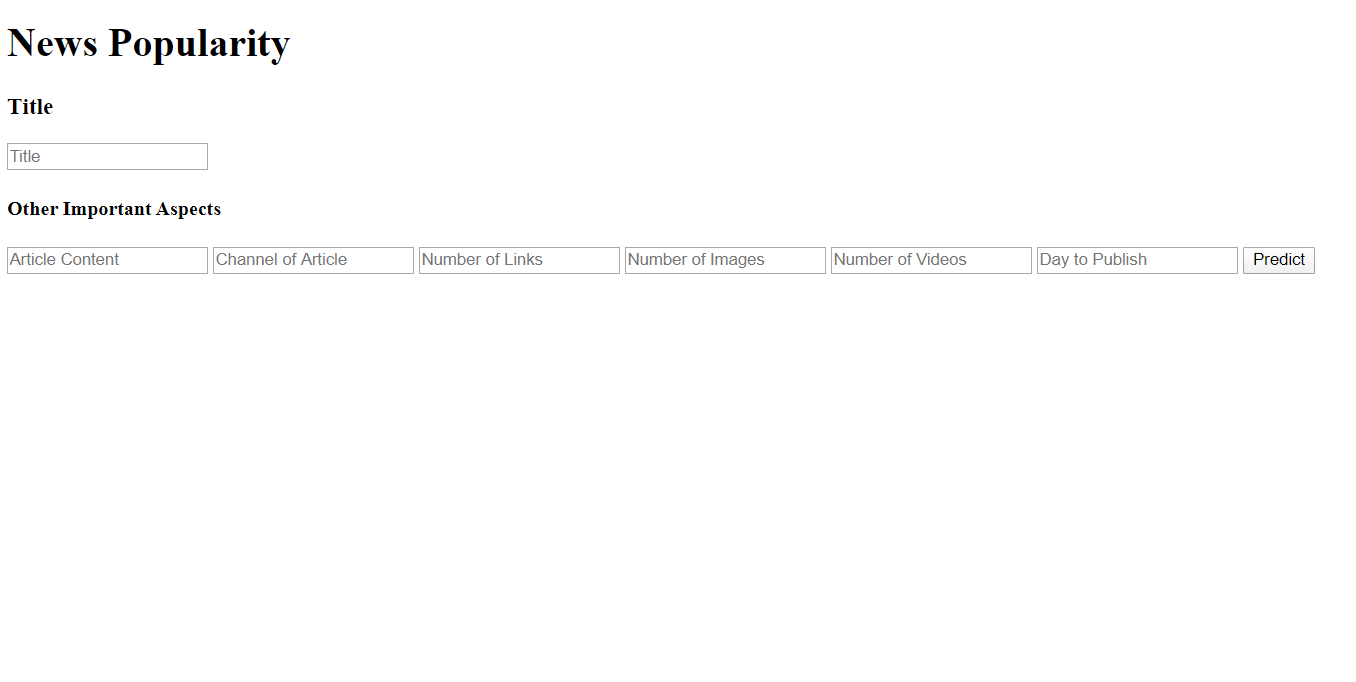 News Popularity
Title
Title
Other Important Aspects
Article Content Channel of Article Number of Links Number of Images Number of Videos Day to Publish Predict